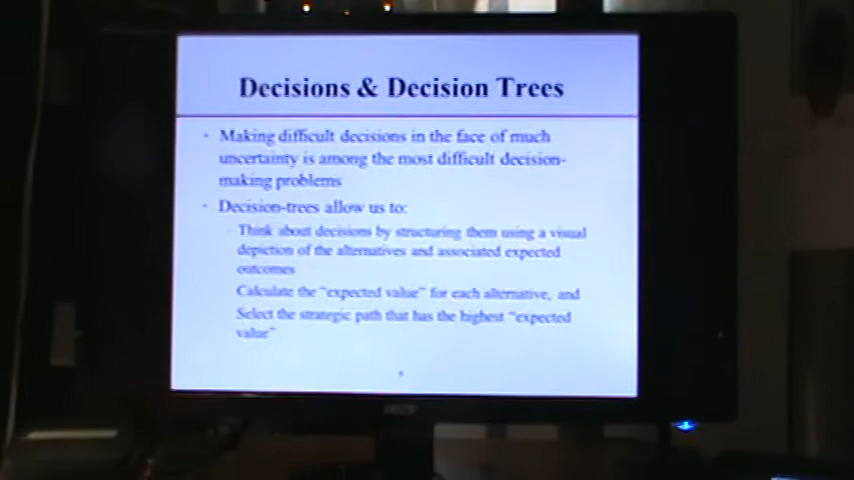 Decisions & Decision Trees
Making difficult decisions in the face of much
uncertainty is among the most difficult decision-
making problems
Decision-trees allow us to:
Think about decisions by structuring them using a visual
depiction of the alternatives and associated expected
outcomes
Calculate the "expected value" for each alternative, and
Select the strategic path that has the highest "expected
value"
acer